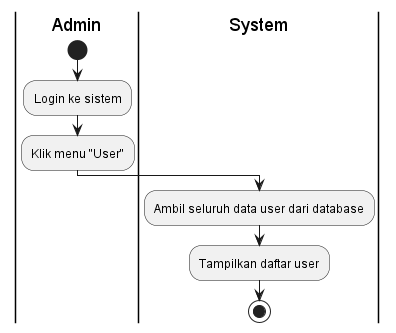 Admin
System
Login ke sistem
Klik menu "User"
Ambil seluruh data user dari database
Tampilkan daftar user